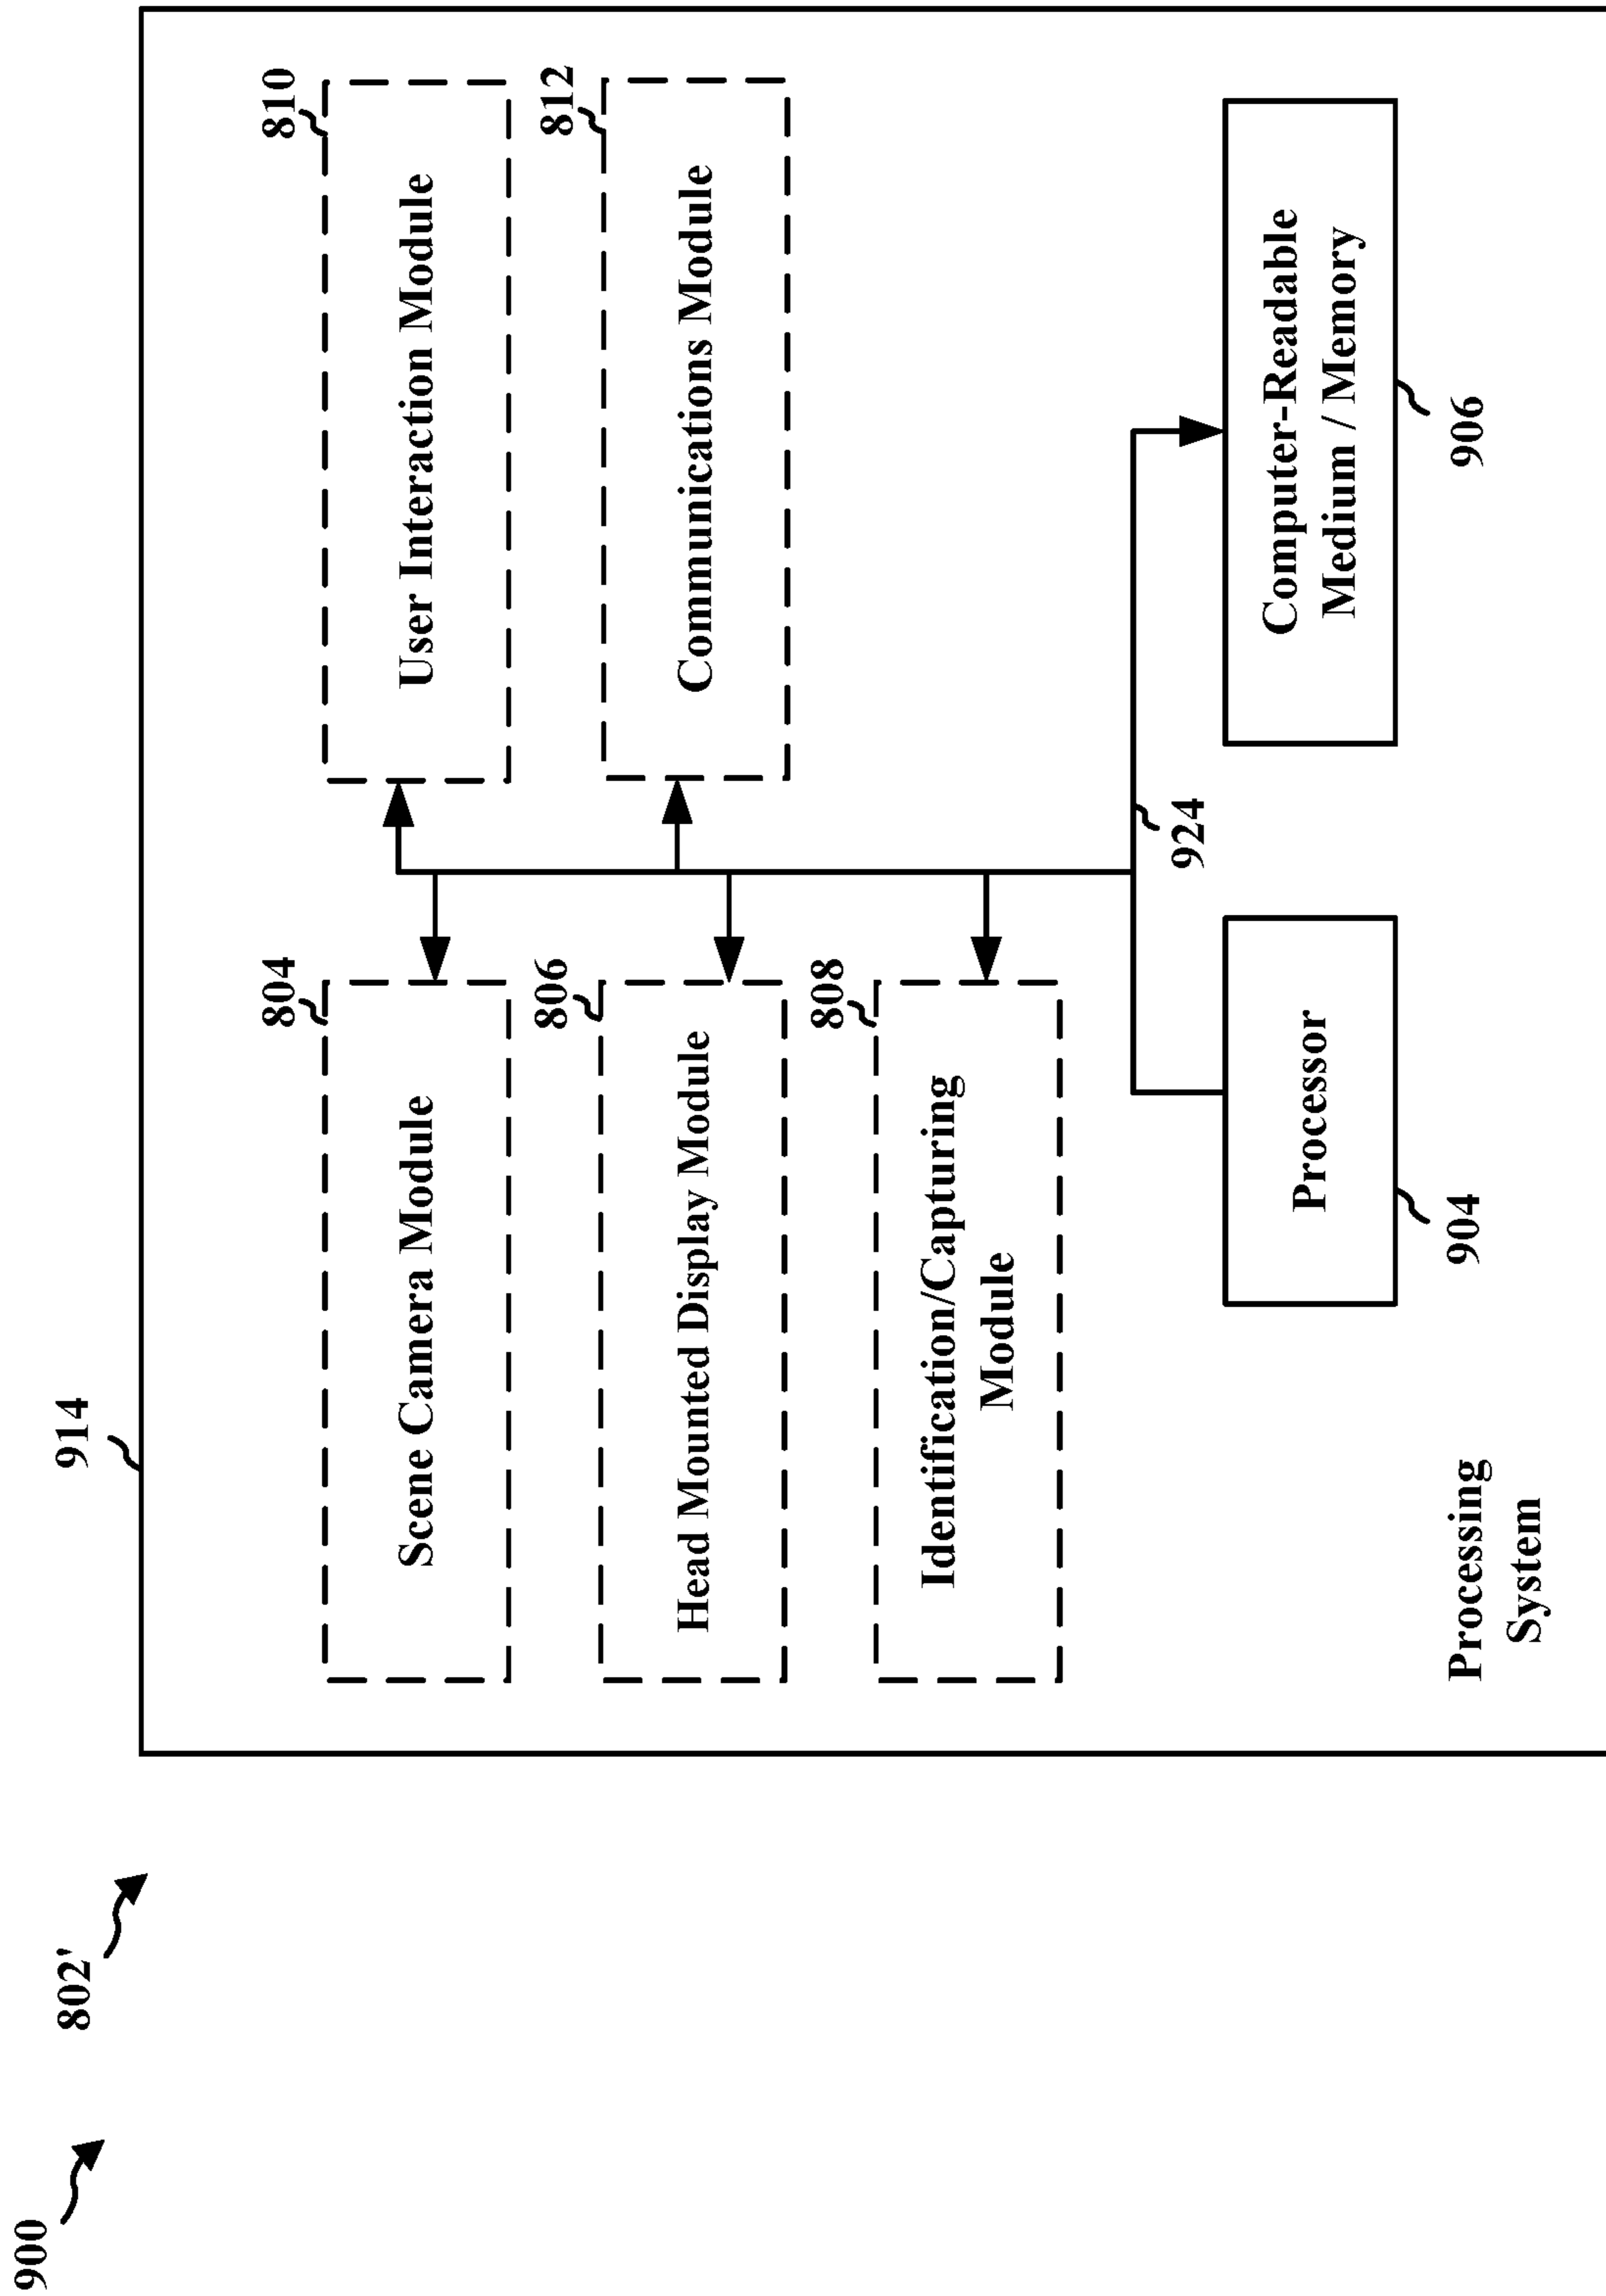 900
802'
914
804
Scene Camera Module
810
User Interaction Module
806
Head Mounted Display Module
812
Communications Module
808
Identification/Capturing
Module
924
Processor
904
Computer-Readable
Medium / Memory
906
Processing
System